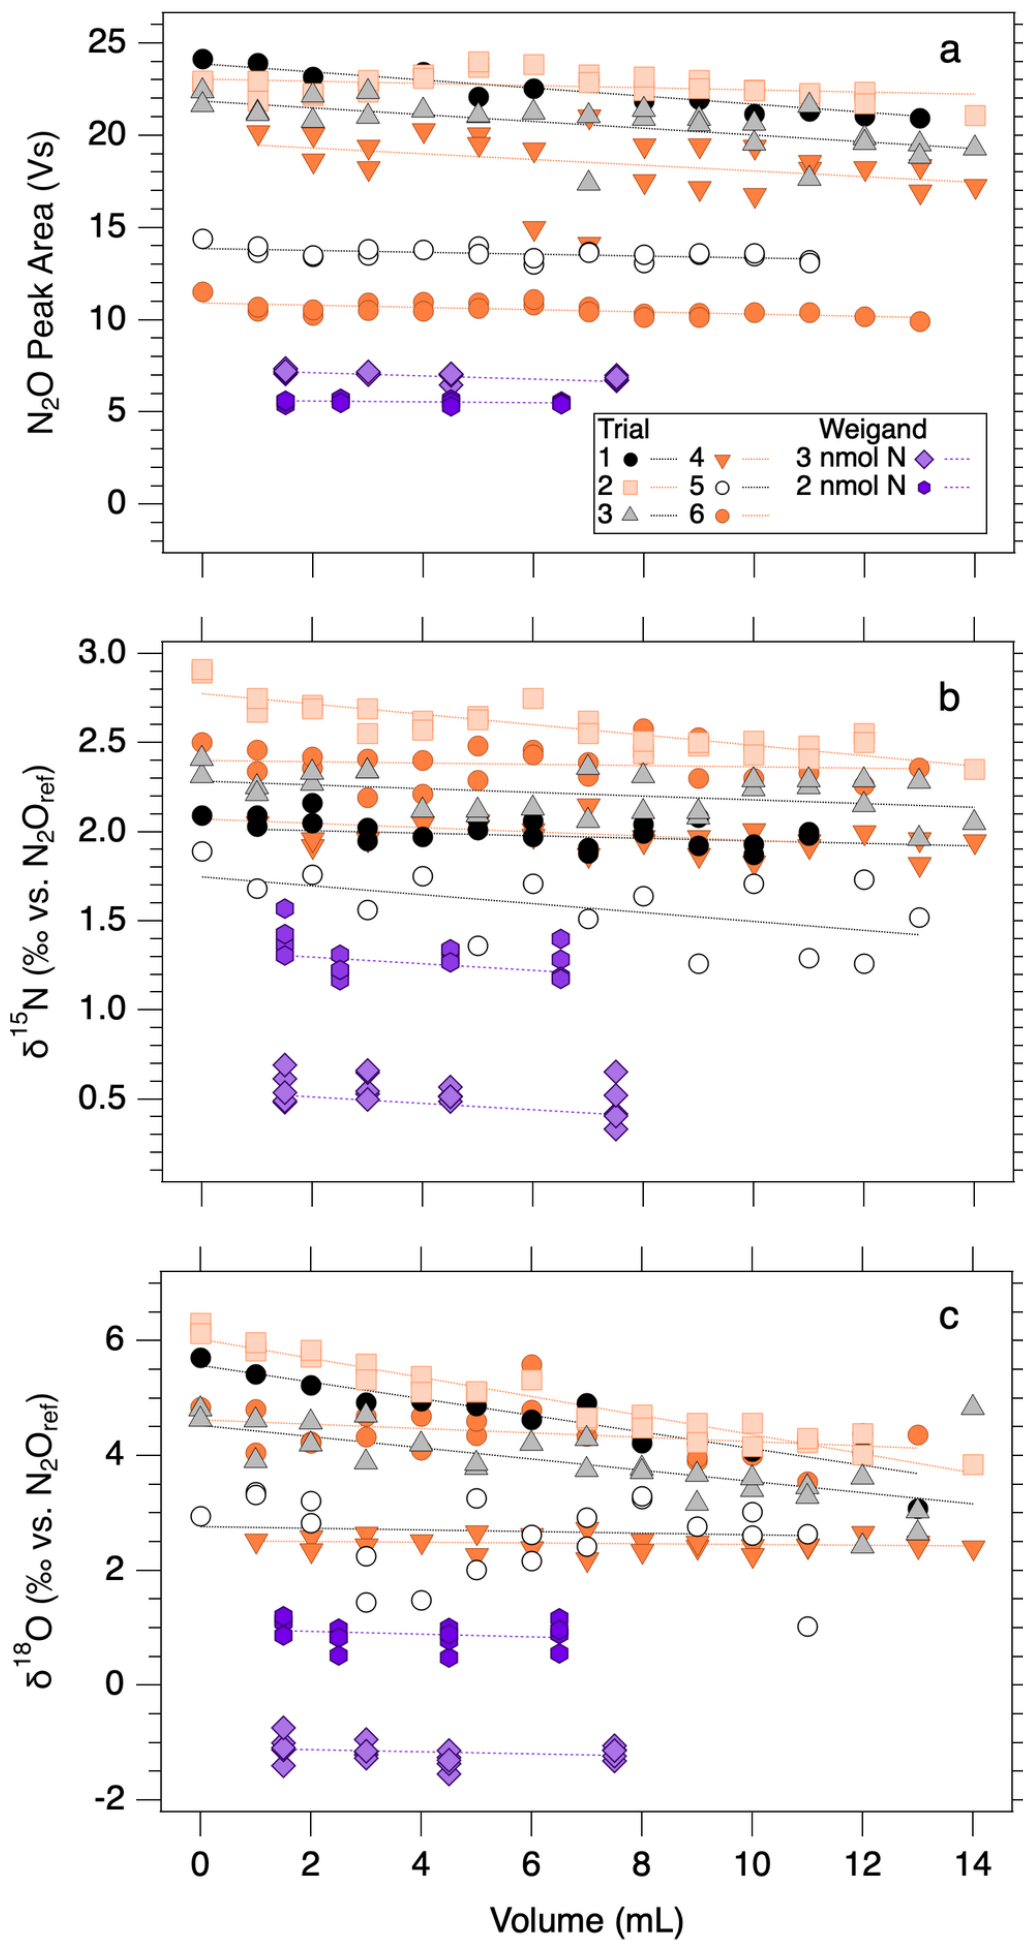 a
25
20
15
10
5
0
N₂O Peak Area (Vs)
Trial Weigand
1 4 3 nmol N
2 5 2 nmol N
3 6
b
3.0
2.5
2.0
1.5
1.0
0.5
δ¹⁵N (‰ vs. N₂Oref)
c
6
4
2
0
-2
δ¹⁸O (‰ vs. N₂Oref)
0 2 4 6 8 10 12 14
Volume (mL)